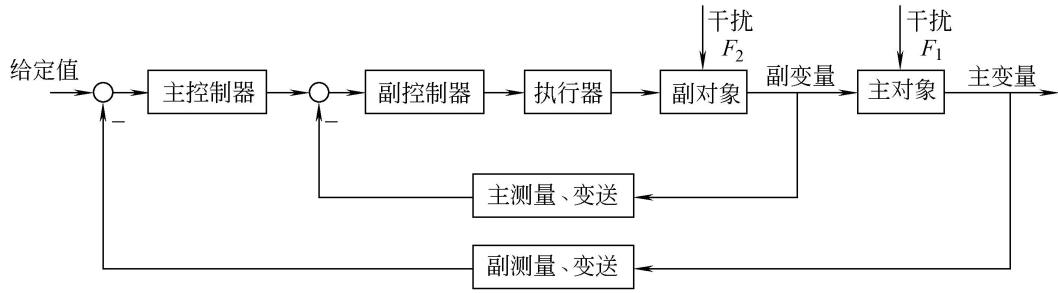 干扰
干扰
F₂
F₁
给定值
副变量
主变量
主控制器
副控制器
执行器
副对象
主对象
−
−
主测量、变送
副测量、变送